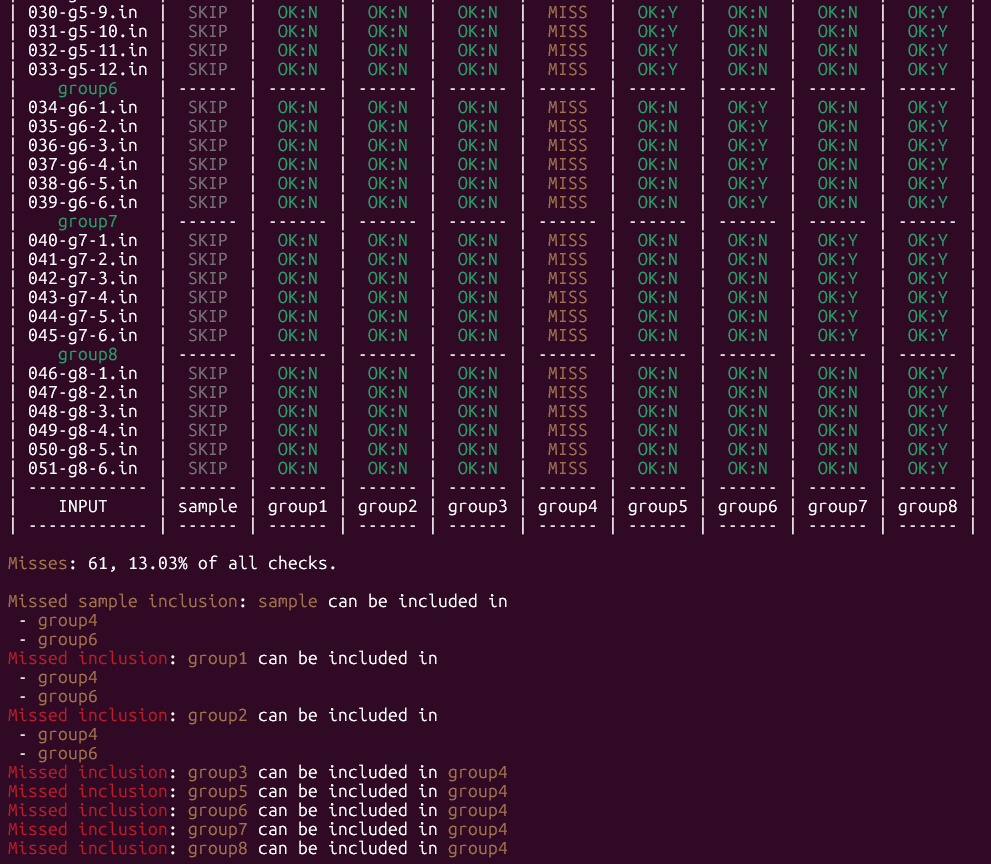 | 030-g5-9.in | SKIP | OK:N | OK:N | OK:N | MISS | OK:Y | OK:N | OK:N | OK:Y |
| 031-g5-10.in | SKIP | OK:N | OK:N | OK:N | MISS | OK:Y | OK:N | OK:N | OK:Y |
| 032-g5-11.in | SKIP | OK:N | OK:N | OK:N | MISS | OK:Y | OK:N | OK:N | OK:Y |
| 033-g5-12.in | SKIP | OK:N | OK:N | OK:N | MISS | OK:Y | OK:N | OK:N | OK:Y |
| group6 | ------ | ------ | ------ | ------ | ------ | ------ | ------ | ------ | ------ |
| 034-g6-1.in | SKIP | OK:N | OK:N | OK:N | MISS | OK:N | OK:Y | OK:N | OK:Y |
| 035-g6-2.in | SKIP | OK:N | OK:N | OK:N | MISS | OK:N | OK:Y | OK:N | OK:Y |
| 036-g6-3.in | SKIP | OK:N | OK:N | OK:N | MISS | OK:N | OK:Y | OK:N | OK:Y |
| 037-g6-4.in | SKIP | OK:N | OK:N | OK:N | MISS | OK:N | OK:Y | OK:N | OK:Y |
| 038-g6-5.in | SKIP | OK:N | OK:N | OK:N | MISS | OK:N | OK:Y | OK:N | OK:Y |
| 039-g6-6.in | SKIP | OK:N | OK:N | OK:N | MISS | OK:N | OK:Y | OK:N | OK:Y |
| group7 | ------ | ------ | ------ | ------ | ------ | ------ | ------ | ------ | ------ |
| 040-g7-1.in | SKIP | OK:N | OK:N | OK:N | MISS | OK:N | OK:N | OK:Y | OK:Y |
| 041-g7-2.in | SKIP | OK:N | OK:N | OK:N | MISS | OK:N | OK:N | OK:Y | OK:Y |
| 042-g7-3.in | SKIP | OK:N | OK:N | OK:N | MISS | OK:N | OK:N | OK:Y | OK:Y |
| 043-g7-4.in | SKIP | OK:N | OK:N | OK:N | MISS | OK:N | OK:N | OK:Y | OK:Y |
| 044-g7-5.in | SKIP | OK:N | OK:N | OK:N | MISS | OK:N | OK:N | OK:Y | OK:Y |
| 045-g7-6.in | SKIP | OK:N | OK:N | OK:N | MISS | OK:N | OK:N | OK:Y | OK:Y |
| group8 | ------ | ------ | ------ | ------ | ------ | ------ | ------ | ------ | ------ |
| 046-g8-1.in | SKIP | OK:N | OK:N | OK:N | MISS | OK:N | OK:N | OK:N | OK:Y |
| 047-g8-2.in | SKIP | OK:N | OK:N | OK:N | MISS | OK:N | OK:N | OK:N | OK:Y |
| 048-g8-3.in | SKIP | OK:N | OK:N | OK:N | MISS | OK:N | OK:N | OK:N | OK:Y |
| 049-g8-4.in | SKIP | OK:N | OK:N | OK:N | MISS | OK:N | OK:N | OK:N | OK:Y |
| 050-g8-5.in | SKIP | OK:N | OK:N | OK:N | MISS | OK:N | OK:N | OK:N | OK:Y |
| 051-g8-6.in | SKIP | OK:N | OK:N | OK:N | MISS | OK:N | OK:N | OK:N | OK:Y |
| ------------ | ------ | ------ | ------ | ------ | ------ | ------ | ------ | ------ | ------ |
| INPUT | sample | group1 | group2 | group3 | group4 | group5 | group6 | group7 | group8 |
| ------------ | ------ | ------ | ------ | ------ | ------ | ------ | ------ | ------ | ------ |
Misses: 61, 13.03% of all checks.
Missed sample inclusion: sample can be included in
- group4
- group6
Missed inclusion: group1 can be included in
- group4
- group6
Missed inclusion: group2 can be included in
- group4
- group6
Missed inclusion: group3 can be included in group4
Missed inclusion: group5 can be included in group4
Missed inclusion: group6 can be included in group4
Missed inclusion: group7 can be included in group4
Missed inclusion: group8 can be included in group4